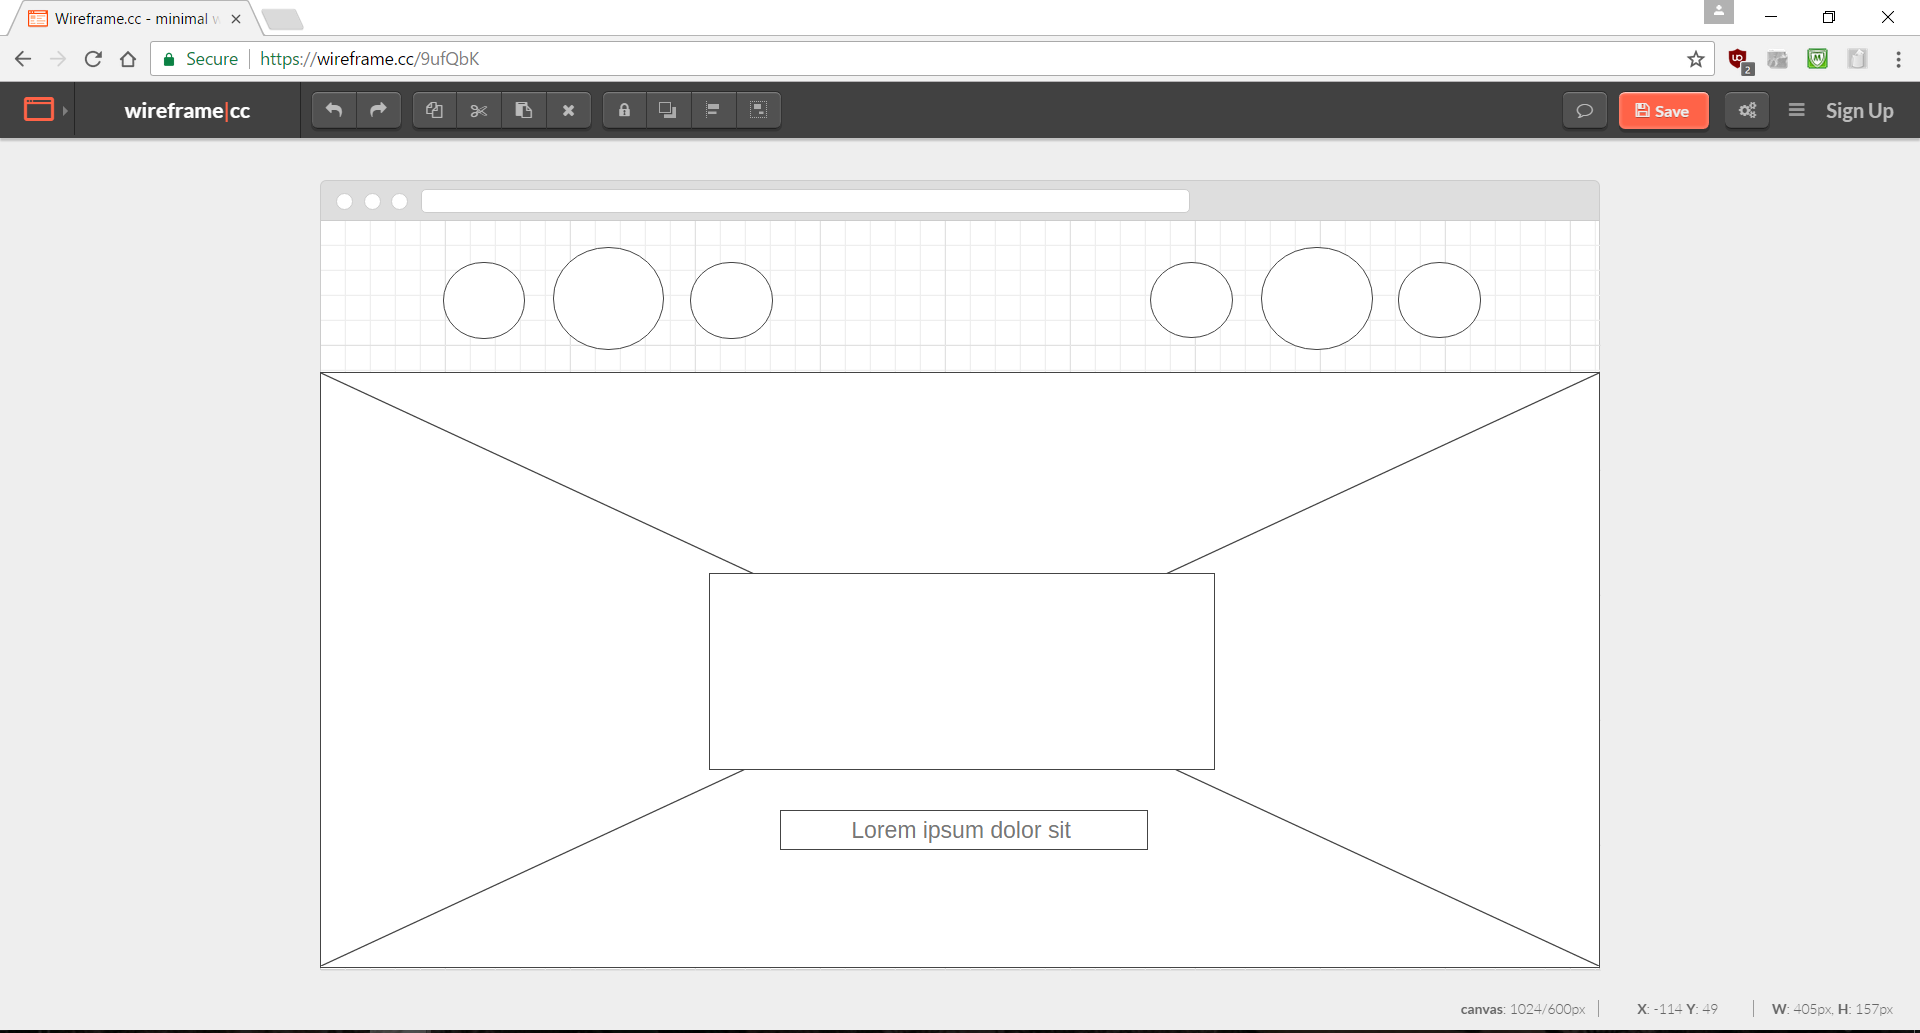 Wireframe.cc - minimal w
Secure https://wireframe.cc/9ufQbK
2
wireframe|cc Save Sign Up
Lorem ipsum dolor sit
canvas: 1024/600px X: -114 Y: 49 W: 405px, H: 157px